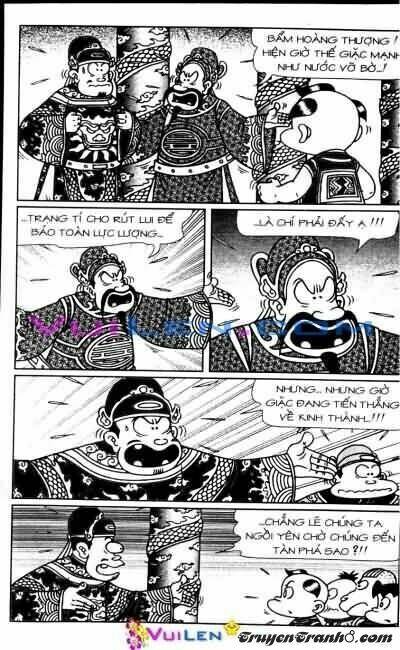 BẨM HOÀNG THƯỢNG!
HIỆN GIỜ THẾ GIẶC MẠNH
NHƯ NƯỚC VỠ BỜ..!
..TRẠNG TÍ CHO RÚT LUI ĐỂ
BẢO TOÀN LỰC LƯỢNG...
..LÀ CHÍ PHẢI ĐẤY Ạ !!!
VUILEN.COM
NHƯNG... NHƯNG GIỜ
GIẶC ĐANG TIẾN THẲNG
VỀ KINH THÀNH..!!!
..CHẲNG LẼ CHÚNG TA
NGỒI YÊN CHỜ CHÚNG ĐẾN
TÀN PHÁ SAO ?!!
VUILEN
TruyenTranh8.com